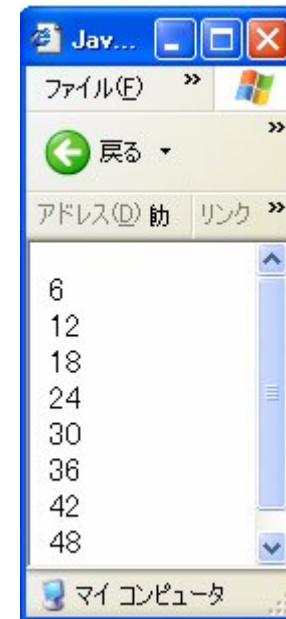 Jav...
ファイル(F) »
»
戻る
アドレス(D) リンク »
6
12
18
24
30
36
42
48
マイ コンピュータ